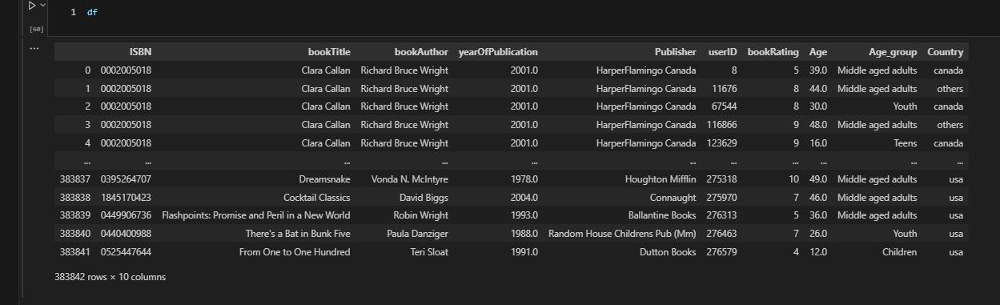 1 df
[60]
...
ISBN bookTitle bookAuthor yearOfPublication Publisher userID bookRating Age Age_group Country
0 0002005018 Clara Callan Richard Bruce Wright 2001.0 HarperFlamingo Canada 8 5 39.0 Middle aged adults canada
1 0002005018 Clara Callan Richard Bruce Wright 2001.0 HarperFlamingo Canada 11676 8 44.0 Middle aged adults others
2 0002005018 Clara Callan Richard Bruce Wright 2001.0 HarperFlamingo Canada 67544 8 30.0 Youth canada
3 0002005018 Clara Callan Richard Bruce Wright 2001.0 HarperFlamingo Canada 116866 9 48.0 Middle aged adults others
4 0002005018 Clara Callan Richard Bruce Wright 2001.0 HarperFlamingo Canada 123629 9 16.0 Teens canada
... ... ... ... ... ... ... ... ... ... ...
383837 0395264707 Dreamsnake Vonda N. McIntyre 1978.0 Houghton Mifflin 275318 10 49.0 Middle aged adults usa
383838 1845170423 Cocktail Classics David Biggs 2004.0 Connaught 275970 7 46.0 Middle aged adults usa
383839 0449906736 Flashpoints: Promise and Peril in a New World Robin Wright 1993.0 Ballantine Books 276313 5 36.0 Middle aged adults usa
383840 0440400988 There's a Bat in Bunk Five Paula Danziger 1988.0 Random House Childrens Pub (Mm) 276463 7 26.0 Youth usa
383841 0525447644 From One to One Hundred Teri Sloat 1991.0 Dutton Books 276579 4 12.0 Children usa
383842 rows × 10 columns